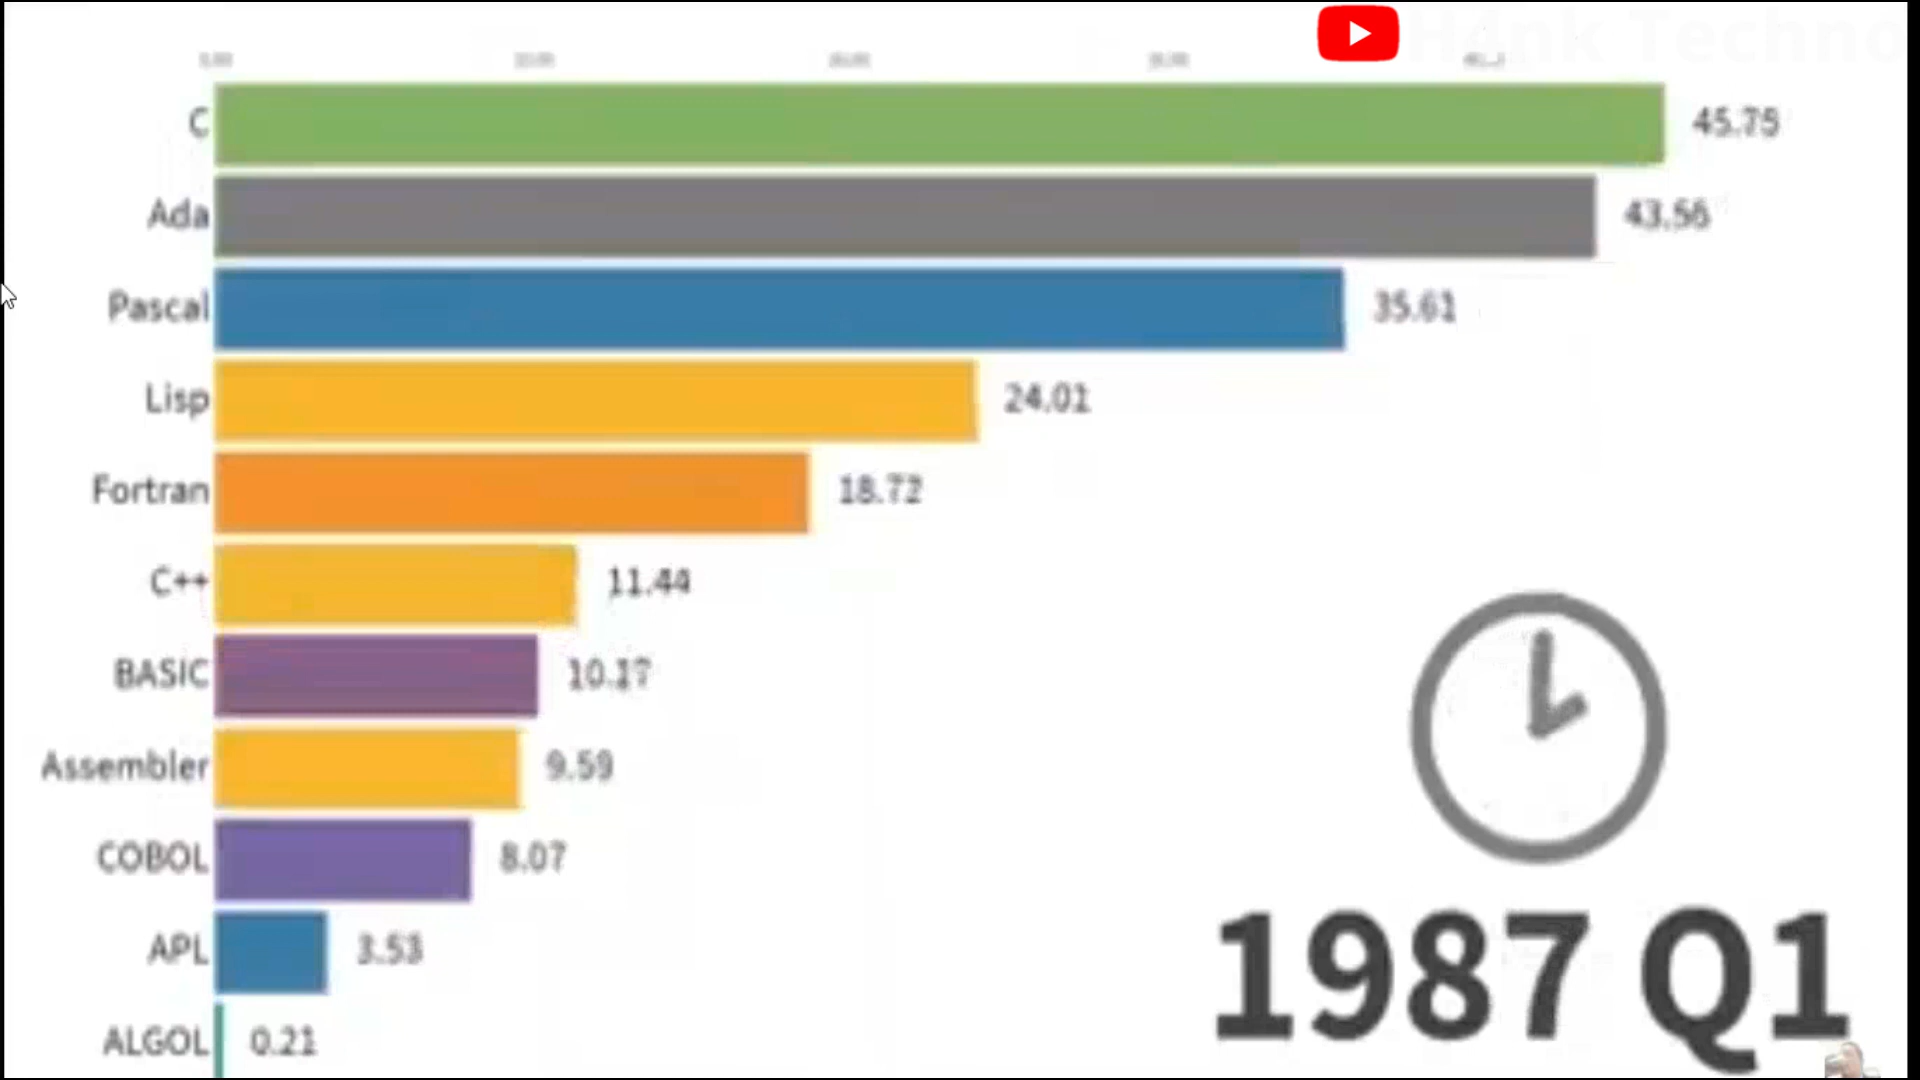 C 45.75
Ada 43.56
Pascal 35.61
Lisp 24.01
Fortran 18.72
C++ 11.44
BASIC 10.17
Assembler 9.59
COBOL 8.07
APL 3.53
ALGOL 0.21
1987 Q1